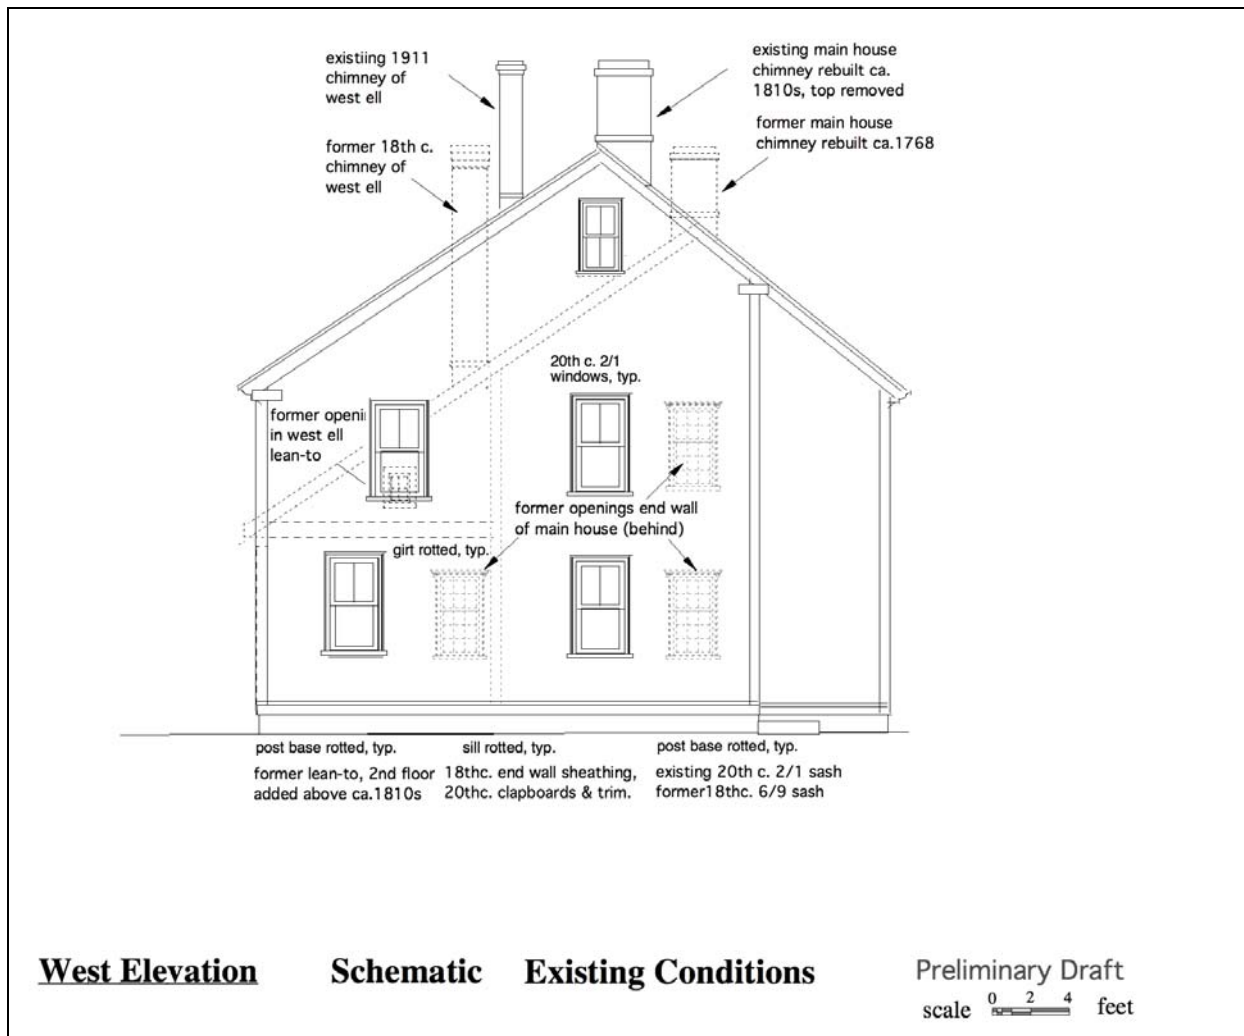 existiing 1911
chimney of
west ell
existing main house
chimney rebuilt ca.
1810s, top removed
former 18th c.
chimney of
west ell
former main house
chimney rebuilt ca.1768
20th c. 2/1
windows, typ.
former openi
in west ell
lean-to
former openings end wall
of main house (behind)
girt rotted, typ.
post base rotted, typ.
sill rotted, typ.
post base rotted, typ.
former lean-to, 2nd floor
added above ca.1810s
18thc. end wall sheathing,
20thc. clapboards & trim.
existing 20th c. 2/1 sash
former18thc. 6/9 sash
West Elevation Schematic Existing Conditions
Preliminary Draft
scale 0 2 4 feet